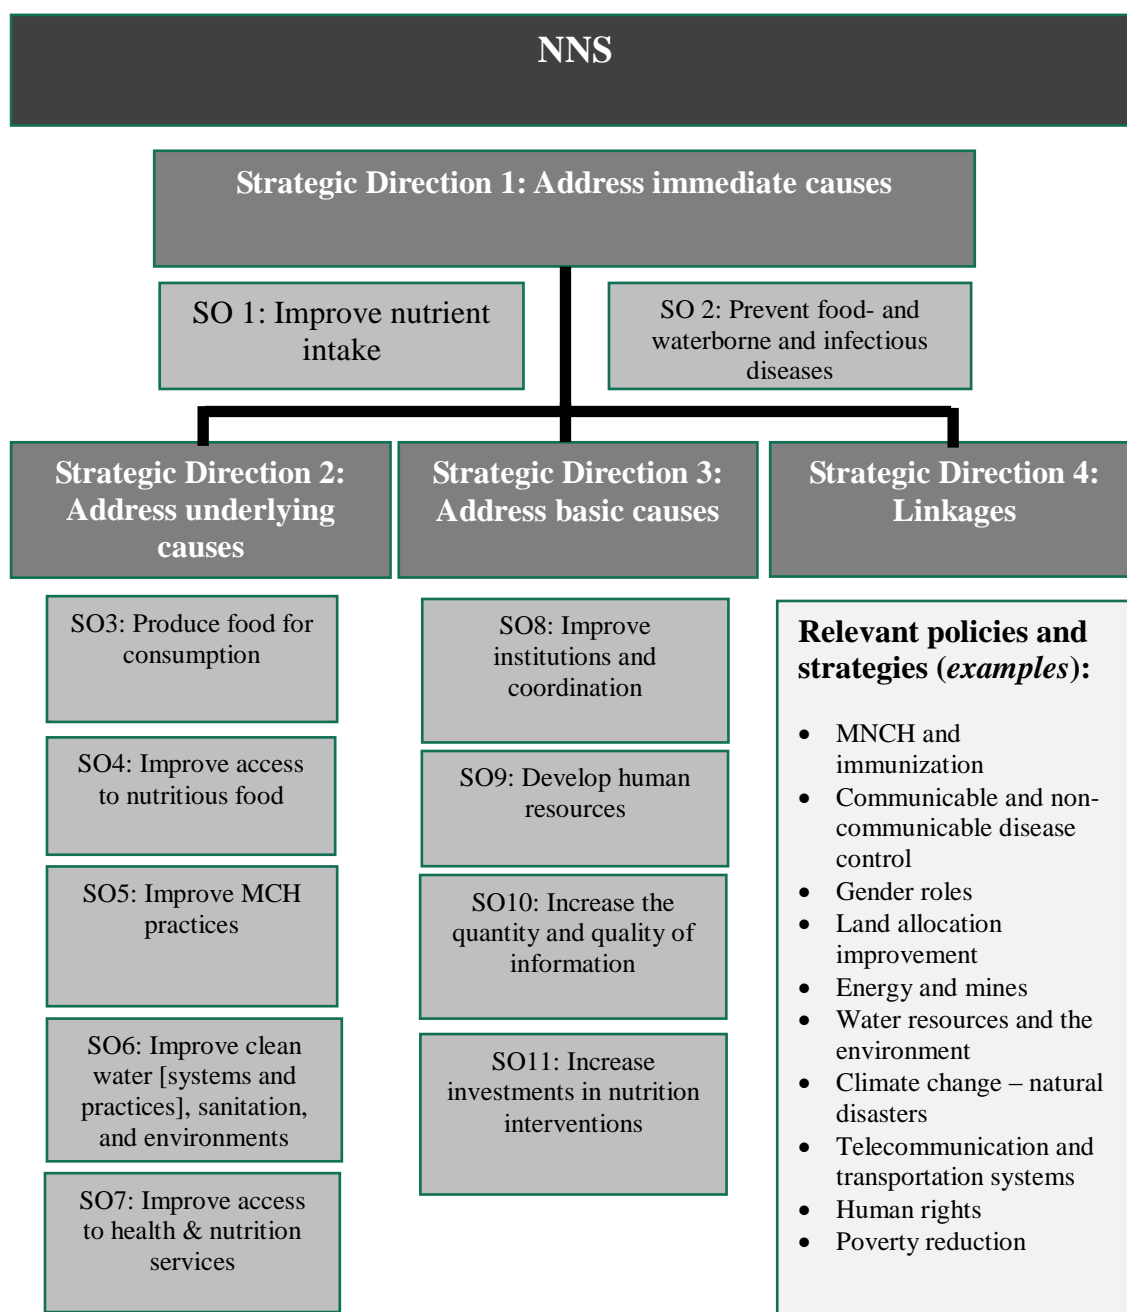 NNS
Strategic Direction 1: Address immediate causes
SO 1: Improve nutrient
intake
SO 2: Prevent food- and
waterborne and infectious
diseases
Strategic Direction 2:
Address underlying
causes
SO3: Produce food for
consumption
SO4: Improve access
to nutritious food
SO5: Improve MCH
practices
SO6: Improve clean
water [systems and
practices], sanitation,
and environments
SO7: Improve access
to health & nutrition
services
Strategic Direction 3:
Address basic causes
SO8: Improve
institutions and
coordination
SO9: Develop human
resources
SO10: Increase the
quantity and quality of
information
SO11: Increase
investments in nutrition
interventions
Strategic Direction 4:
Linkages
Relevant policies and
strategies (examples):
• MNCH and
immunization
• Communicable and non-
communicable disease
control
• Gender roles
• Land allocation
improvement
• Energy and mines
• Water resources and the
environment
• Climate change – natural
disasters
• Telecommunication and
transportation systems
• Human rights
• Poverty reduction